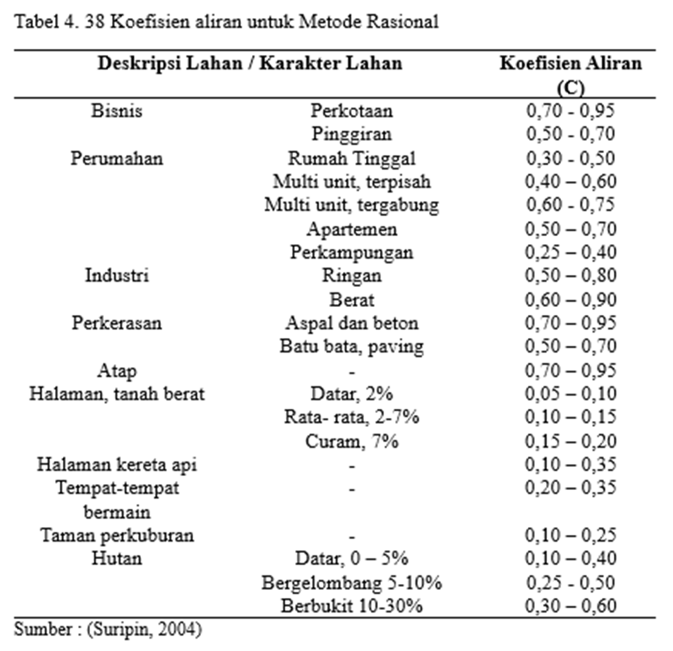 Tabel 4. 38 Koefisien aliran untuk Metode Rasional
Deskripsi Lahan / Karakter Lahan Koefisien Aliran
(C)
Bisnis Perkotaan 0,70 - 0,95
Pinggiran 0,50 - 0,70
Perumahan Rumah Tinggal 0,30 - 0,50
Multi unit, terpisah 0,40 – 0,60
Multi unit, tergabung 0,60 - 0,75
Apartemen 0,50 – 0,70
Perkampungan 0,25 – 0,40
Industri Ringan 0,50 – 0,80
Berat 0,60 – 0,90
Perkerasan Aspal dan beton 0,70 – 0,95
Batu bata, paving 0,50 – 0,70
Atap - 0,70 – 0,95
Halaman, tanah berat Datar, 2% 0,05 – 0,10
Rata- rata, 2-7% 0,10 – 0,15
Curam, 7% 0,15 – 0,20
Halaman kereta api - 0,10 – 0,35
Tempat-tempat - 0,20 – 0,35
bermain
Taman perkuburan - 0,10 – 0,25
Hutan Datar, 0 – 5% 0,10 – 0,40
Bergelombang 5-10% 0,25 - 0,50
Berbukit 10-30% 0,30 – 0,60
Sumber : (Suripin, 2004)